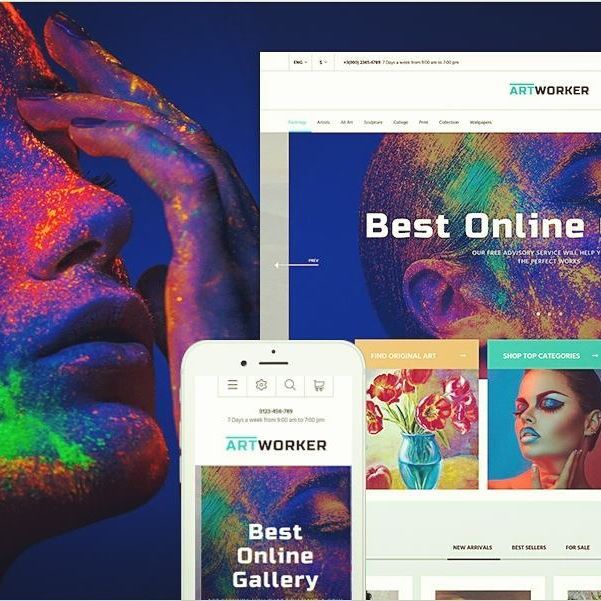 ENG $ +3(000) 2345-6789 7 Days a week from 9:00 am to 7:00 pm
ARTWORKER
Paintings Artists All Art Sculpture Collage Print Collection Wallpapers
Best Online
OUR FREE ADVISORY SERVICE WILL HELP Y
THE PERFECT WORKS
PREV
FIND ORIGINAL ART
SHOP TOP CATEGORIES
0123-456-789
7 Days a week from 9:00 am to 7:00 pm
ARTWORKER
Best
Online
Gallery
NEW ARRIVALS BEST SELLERS FOR SALE